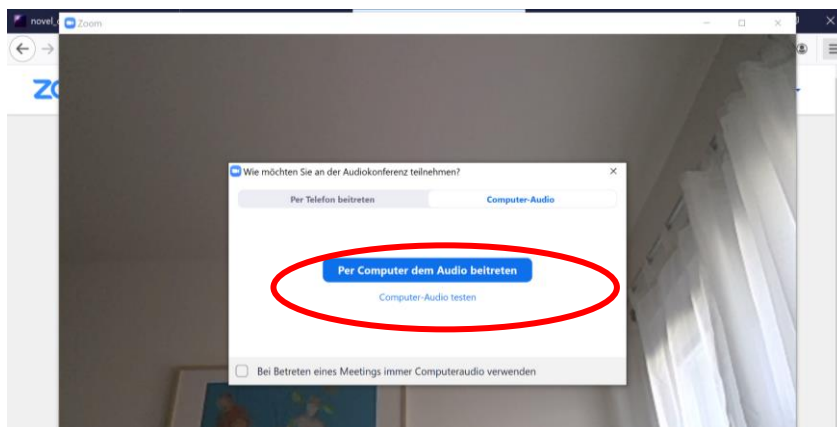 novel_
Zoom
ZO
Wie möchten Sie an der Audiokonferenz teilnehmen?
Per Telefon beitreten Computer-Audio
Per Computer dem Audio beitreten
Computer-Audio testen
Bei Betreten eines Meetings immer Computeraudio verwenden